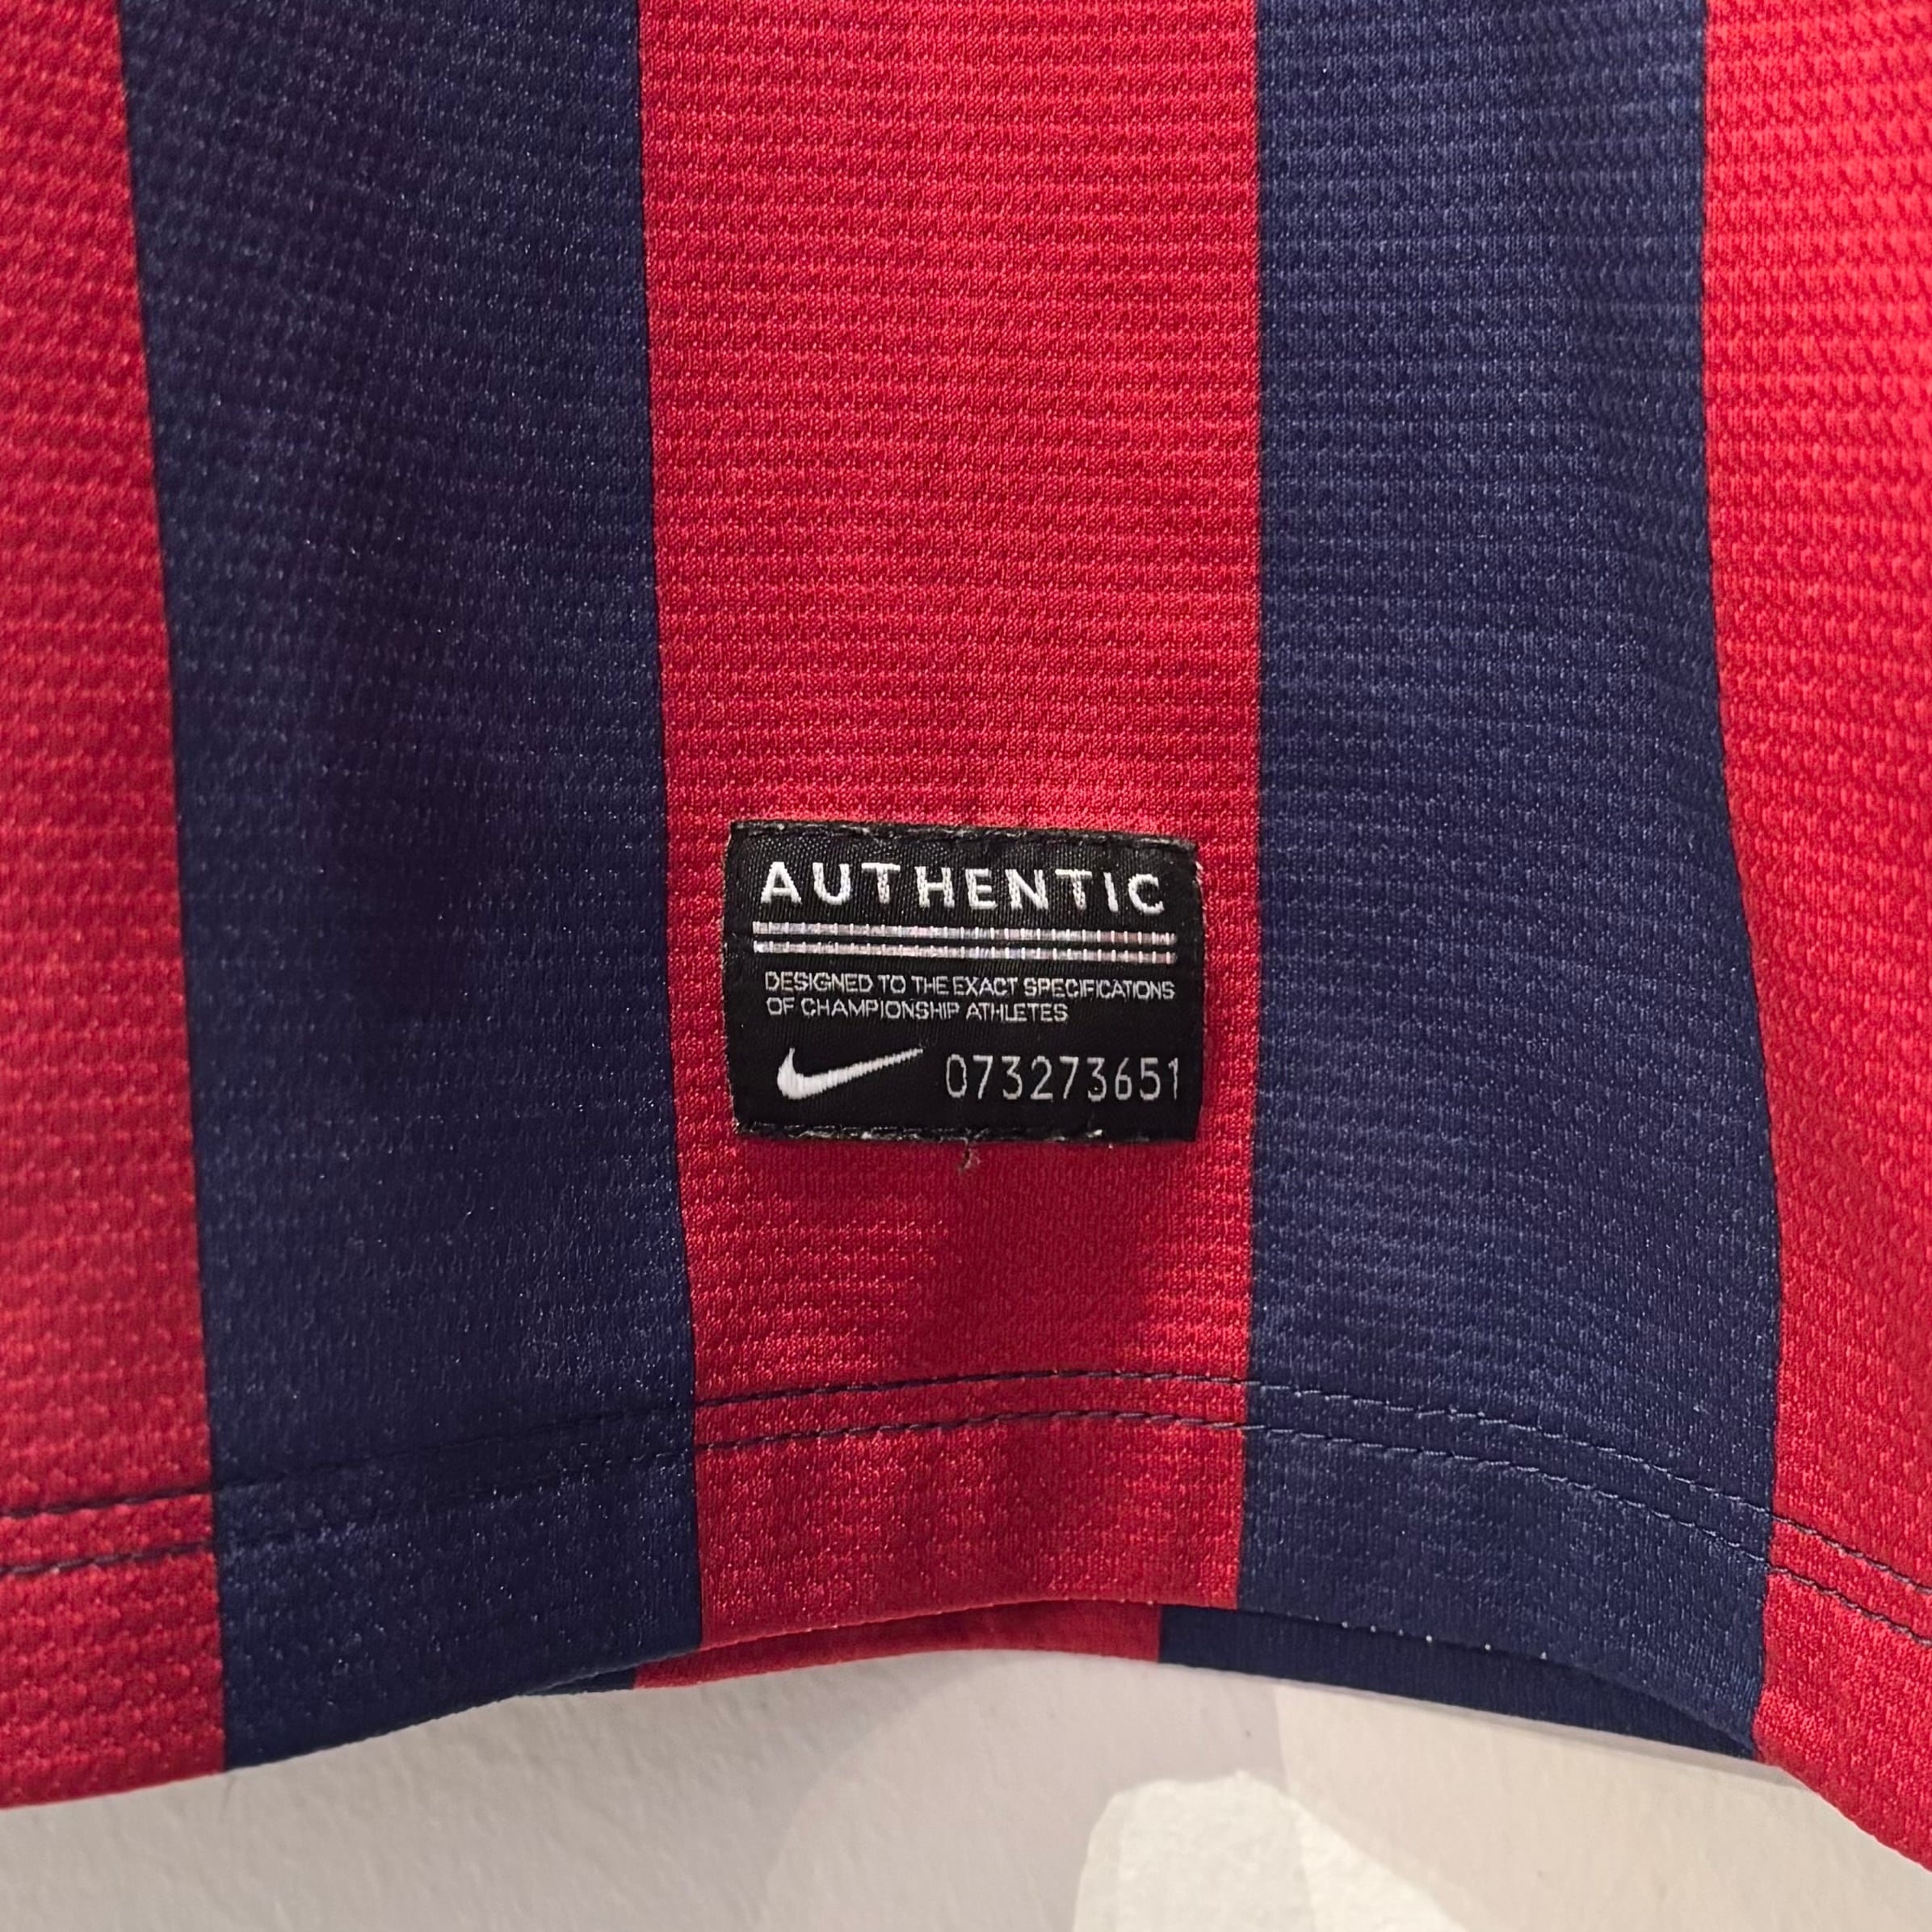 AUTHENTIC
DESIGNED TO THE EXACT SPECIFICATIONS
OF CHAMPIONSHIP ATHLETES
073273651